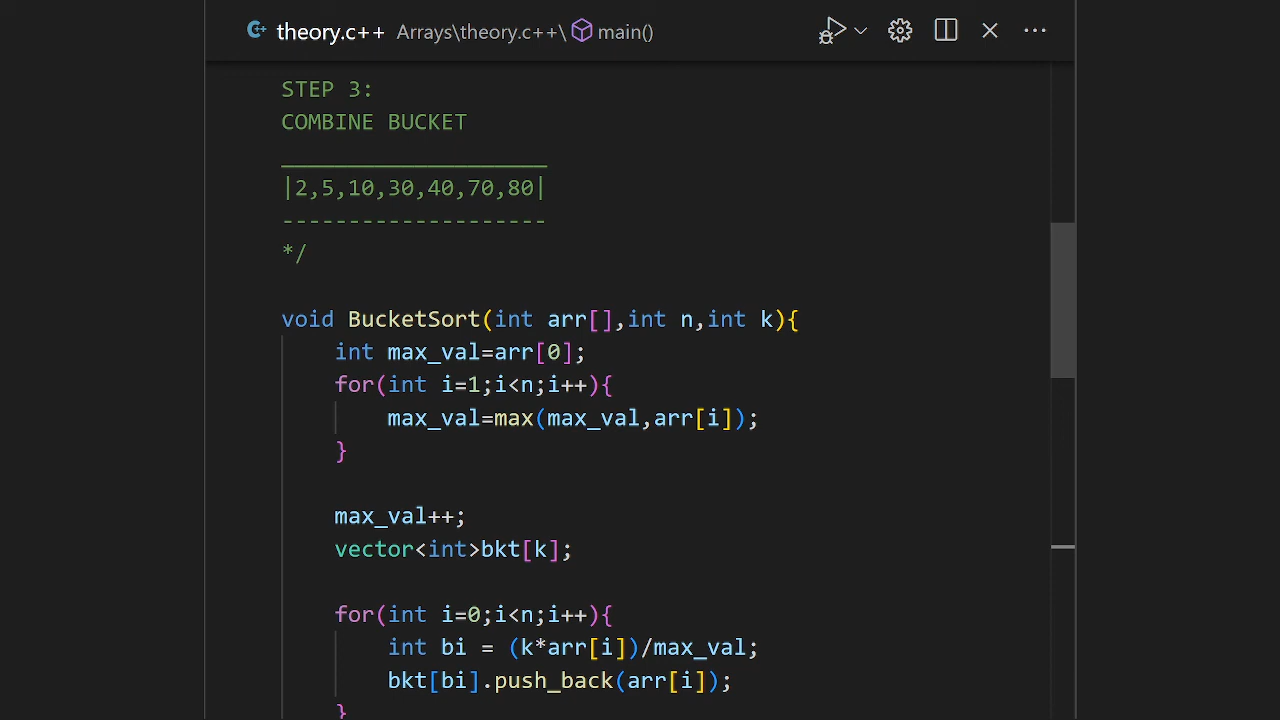 theory.c++ Arrays\theory.c++\ main() ...
STEP 3:
COMBINE BUCKET
____________________
|2,5,10,30,40,70,80|
--------------------
*/
void BucketSort(int arr[],int n,int k){
    int max_val=arr[0];
    for(int i=1;i<n;i++){
        max_val=max(max_val,arr[i]);
    }
    max_val++;
    vector<int>bkt[k];
    for(int i=0;i<n;i++){
        int bi = (k*arr[i])/max_val;
        bkt[bi].push_back(arr[i]);
    }